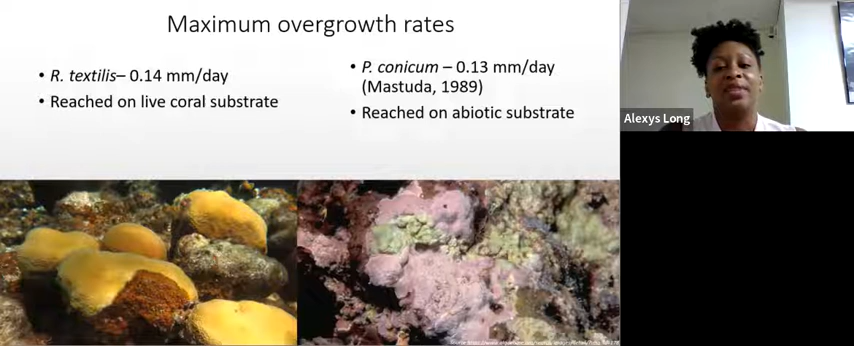 Maximum overgrowth rates
• R. textilis– 0.14 mm/day
• Reached on live coral substrate
• P. conicum – 0.13 mm/day
(Mastuda, 1989)
• Reached on abiotic substrate
Alexys Long